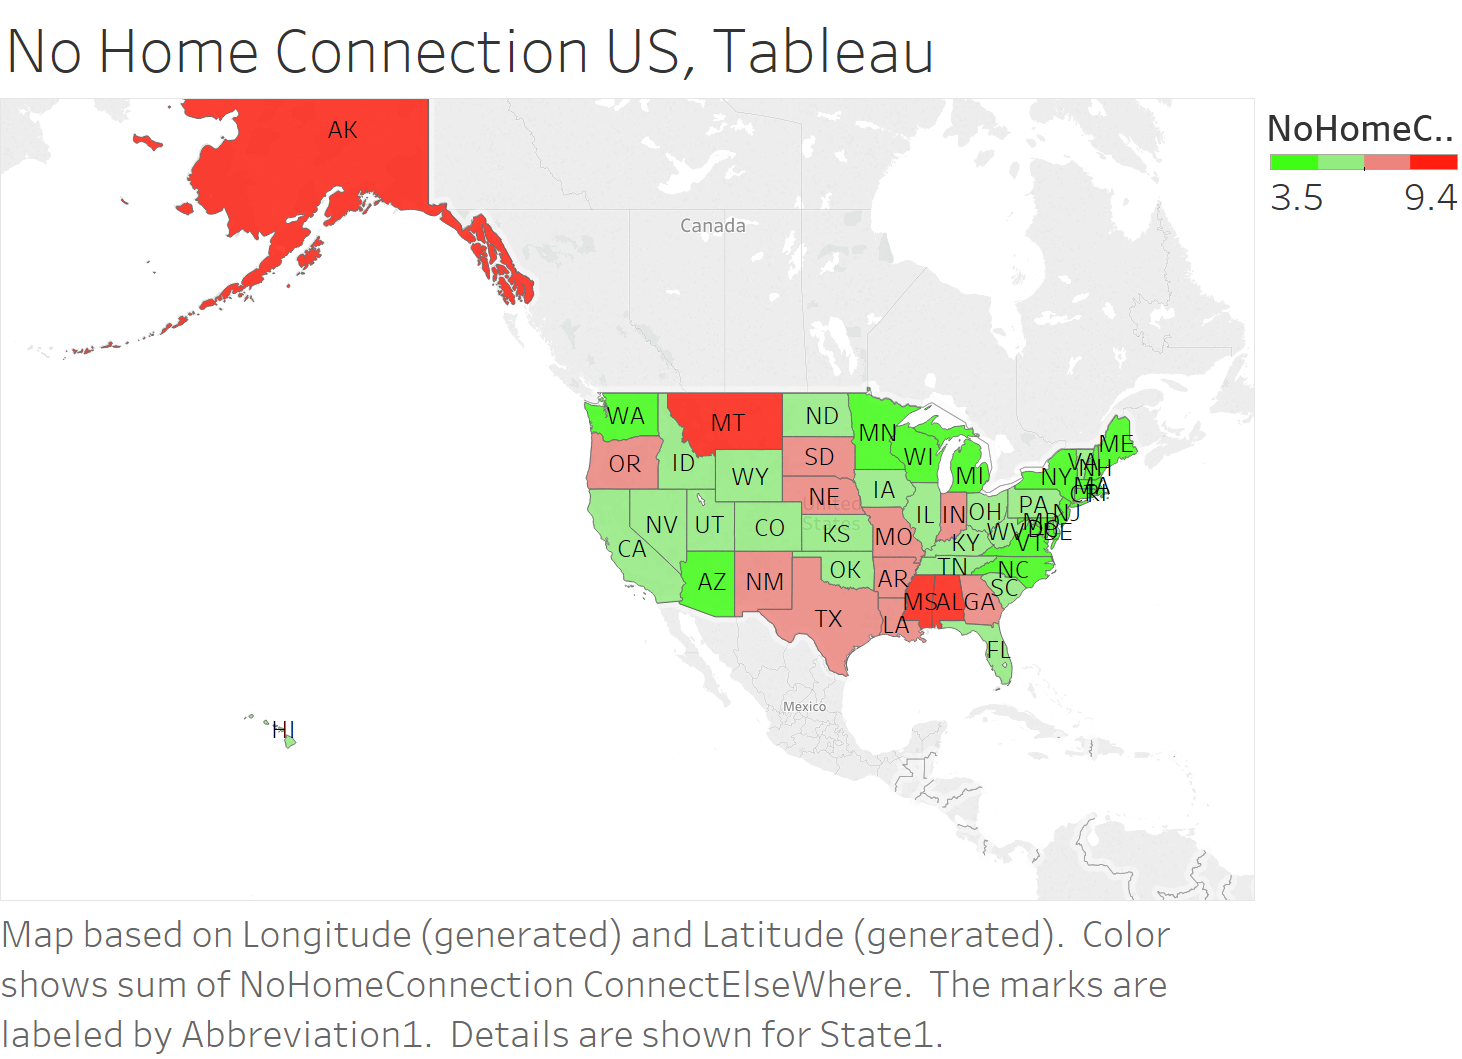 No Home Connection US, Tableau
NoHomeC..
3.5 9.4
AK
Canada
WA MT ND MN ME
OR ID SD WI MI NY VA NH
WY NE IA PA MA
NV UT CO KS IL IN OH NJ
CA MO KY WV DE
VT
AZ NM OK AR TN NC
TX MS AL GA SC
LA
FL
United
States
Mexico
HI
Map based on Longitude (generated) and Latitude (generated).  Color
shows sum of NoHomeConnection ConnectElseWhere.  The marks are
labeled by Abbreviation1.  Details are shown for State1.